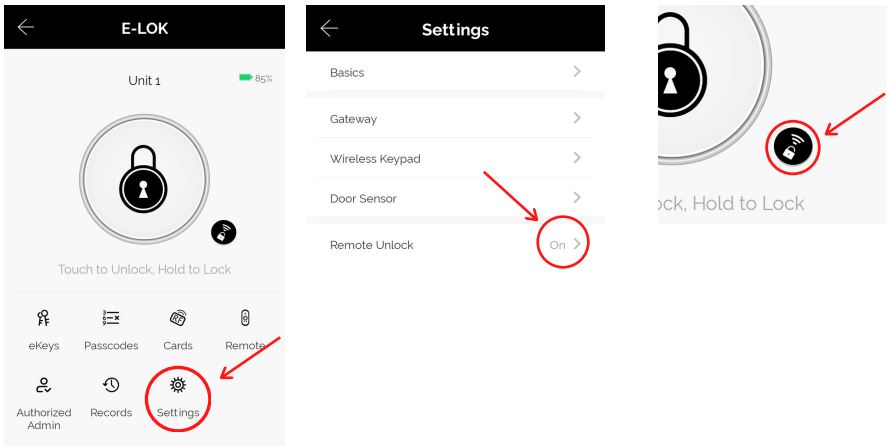 E-LOK
Unit 1
85%
Touch to Unlock, Hold to Lock
eKeys
Passcodes
Cards
Remote
Authorized
Admin
Records
Settings
Settings
Basics
Gateway
Wireless Keypad
Door Sensor
Remote Unlock
On
ock, Hold to Lock